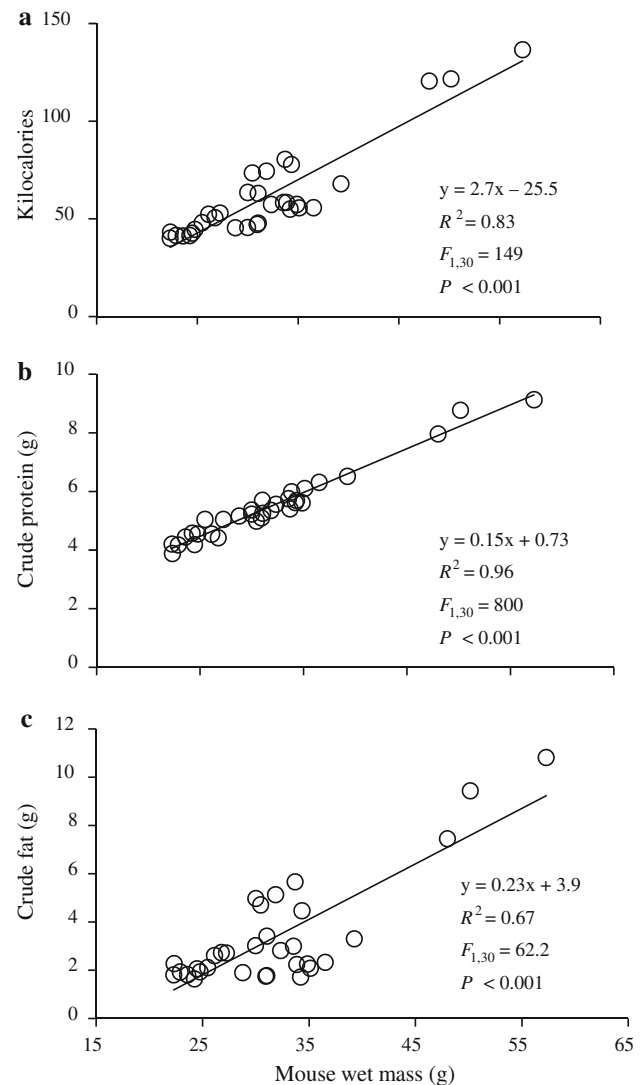 a
150
100
50
0
Kilocalories
y = 2.7x – 25.5
R² = 0.83
F1,30 = 149
P < 0.001
b
10
8
6
4
2
0
Crude protein (g)
y = 0.15x + 0.73
R² = 0.96
F1,30 = 800
P < 0.001
c
12
10
8
6
4
2
0
Crude fat (g)
y = 0.23x + 3.9
R² = 0.67
F1,30 = 62.2
P < 0.001
15 25 35 45 55 65
Mouse wet mass (g)